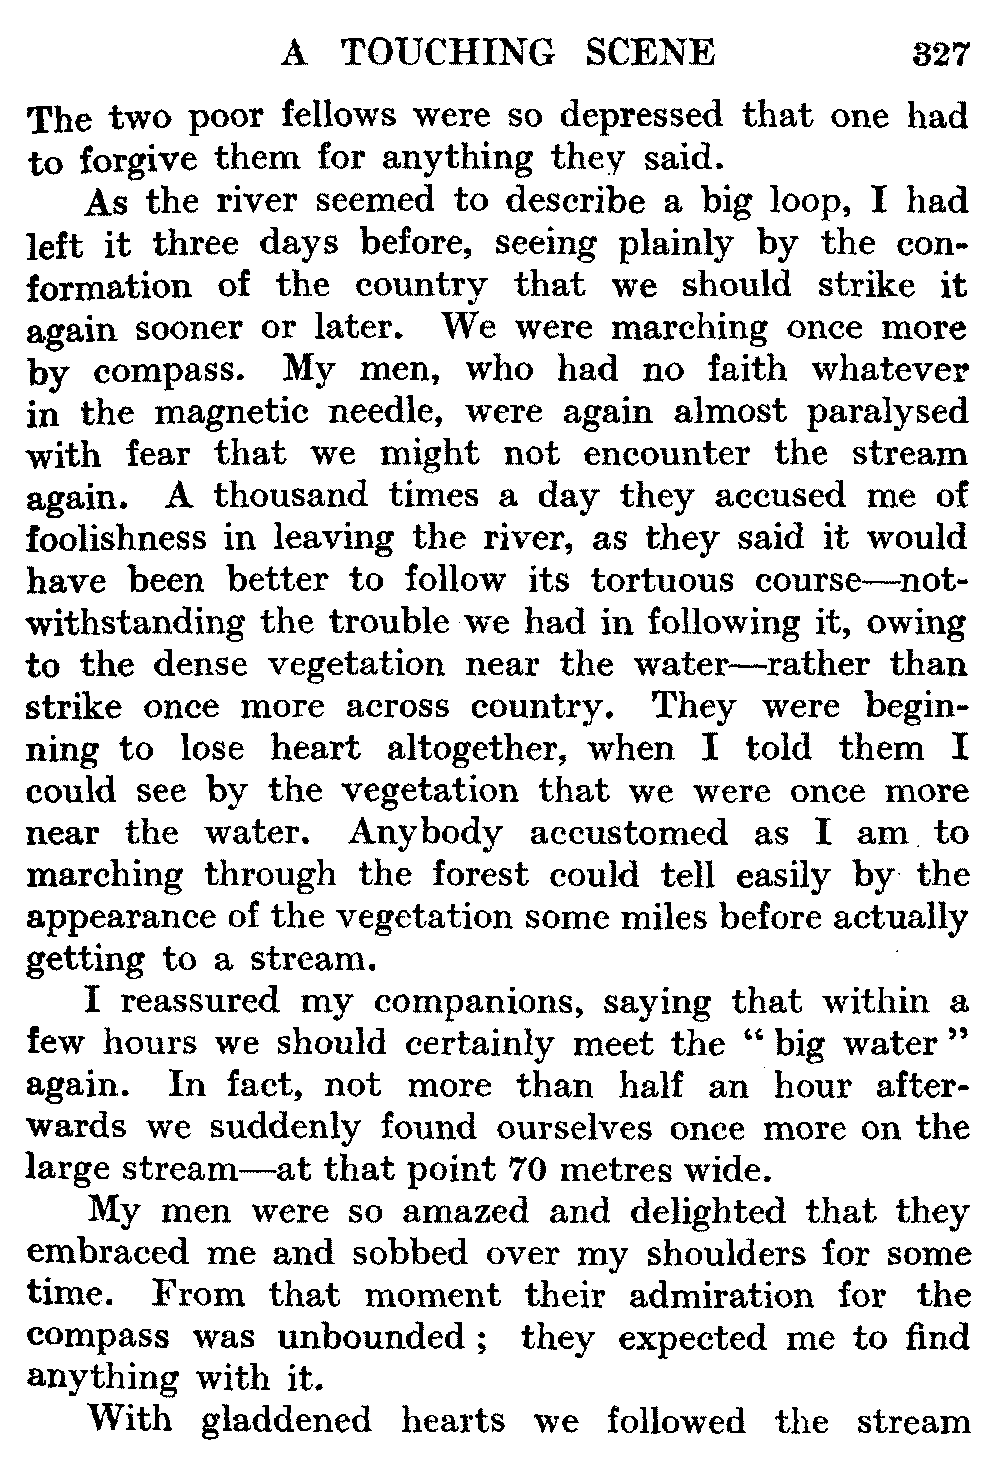 A TOUCHING SCENE 327
The two poor fellows were so depressed that one had
to forgive them for anything they said.
As the river seemed to describe a big loop, I had
left it three days before, seeing plainly by the con-
formation of the country that we should strike it
again sooner or later. We were marching once more
by compass. My men, who had no faith whatever
in the magnetic needle, were again almost paralysed
with fear that we might not encounter the stream
again. A thousand times a day they accused me of
foolishness in leaving the river, as they said it would
have been better to follow its tortuous course—not-
withstanding the trouble we had in following it, owing
to the dense vegetation near the water—rather than
strike once more across country. They were begin-
ning to lose heart altogether, when I told them I
could see by the vegetation that we were once more
near the water. Anybody accustomed as I am to
marching through the forest could tell easily by the
appearance of the vegetation some miles before actually
getting to a stream.
I reassured my companions, saying that within a
few hours we should certainly meet the “ big water ”
again. In fact, not more than half an hour after-
wards we suddenly found ourselves once more on the
large stream—at that point 70 metres wide.
My men were so amazed and delighted that they
embraced me and sobbed over my shoulders for some
time. From that moment their admiration for the
compass was unbounded ; they expected me to find
anything with it.
With gladdened hearts we followed the stream